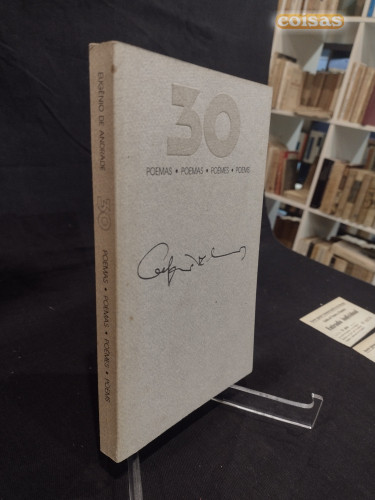 coisas
30
POEMAS • POEMAS • POÈMES • POEMS
EUGÉNIO DE ANDRADE
30
POEMAS • POEMAS • POÈMES • POEMS